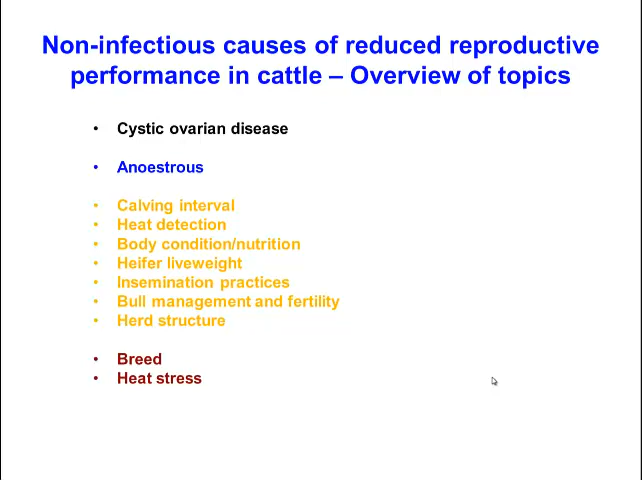 Non-infectious causes of reduced reproductive
performance in cattle – Overview of topics
• Cystic ovarian disease
• Anoestrous
• Calving interval
• Heat detection
• Body condition/nutrition
• Heifer liveweight
• Insemination practices
• Bull management and fertility
• Herd structure
• Breed
• Heat stress